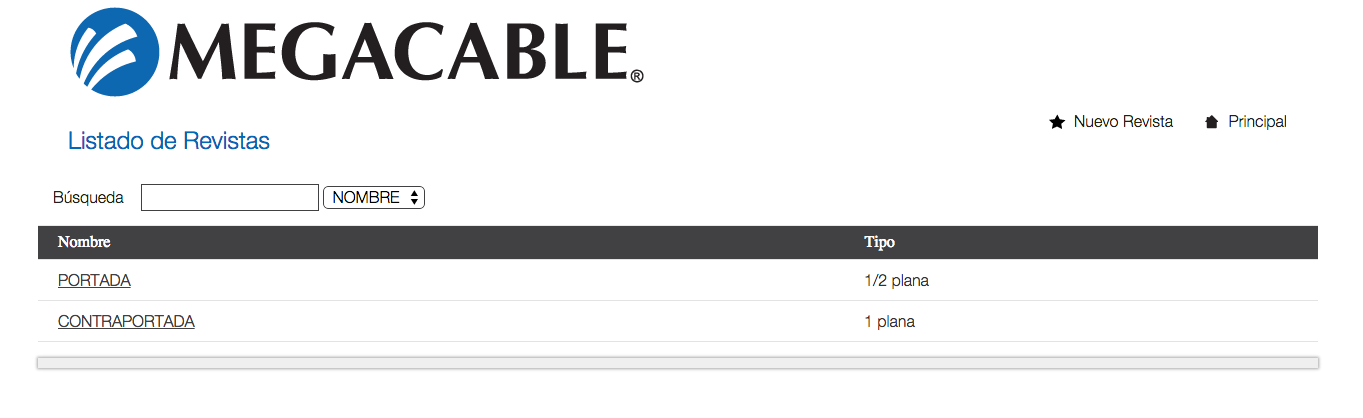 MEGACABLE®
Nuevo Revista Principal
Listado de Revistas
Búsqueda NOMBRE
Nombre Tipo
PORTADA 1/2 plana
CONTRAPORTADA 1 plana